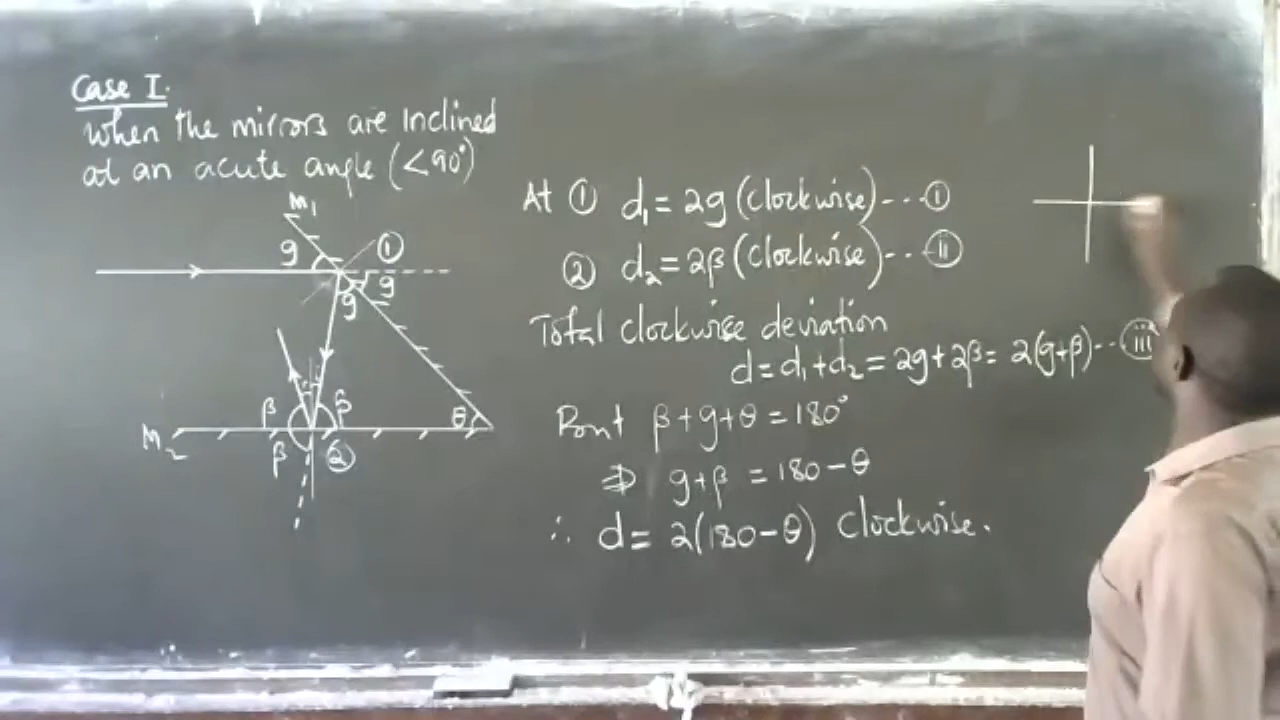 Case I.
When the mirrors are inclined
at an acute angle (<90°)
M₁
g
①
g
g
β
β
θ
M₂
β
②
At ① d₁ = 2g (Clockwise)---ⓘ
② d₂ = 2β (Clockwise)---ⓘⓘ
Total clockwise deviation
d = d₁ + d₂ = 2g + 2β = 2(g+β)--ⓘⓘⓘ
β + g + θ = 180°
⇒ g+β = 180 - θ
∴ d = 2(180 - θ) Clockwise.